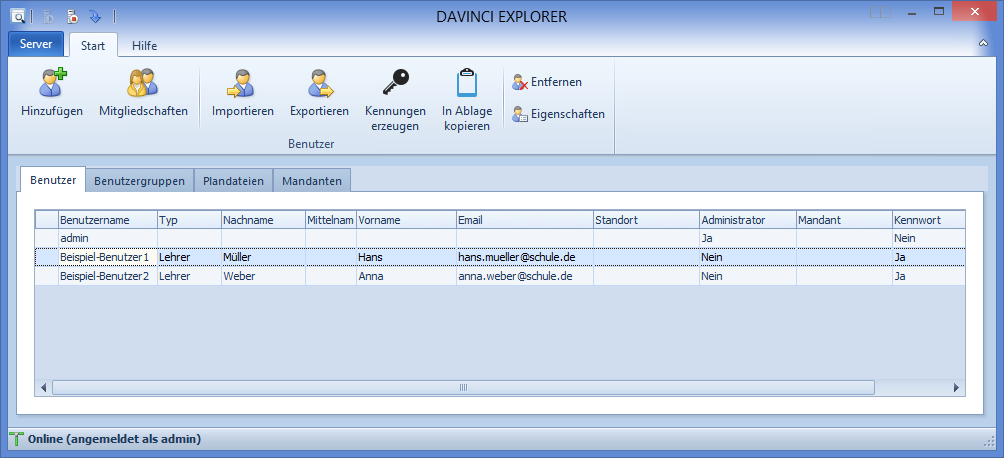 DAVINCI EXPLORER
Server Start Hilfe
Hinzufügen Mitgliedschaften Importieren Exportieren Kennungen erzeugen In Ablage kopieren Entfernen Eigenschaften
Benutzer
Benutzer Benutzergruppen Plandateien Mandanten
Benutzername Typ Nachname Mittelnam Vorname Email Standort Administrator Mandant Kennwort
admin Ja Nein
Beispiel-Benutzer1 Lehrer Müller Hans hans.mueller@schule.de Nein Ja
Beispiel-Benutzer2 Lehrer Weber Anna anna.weber@schule.de Nein Ja
Online (angemeldet als admin)